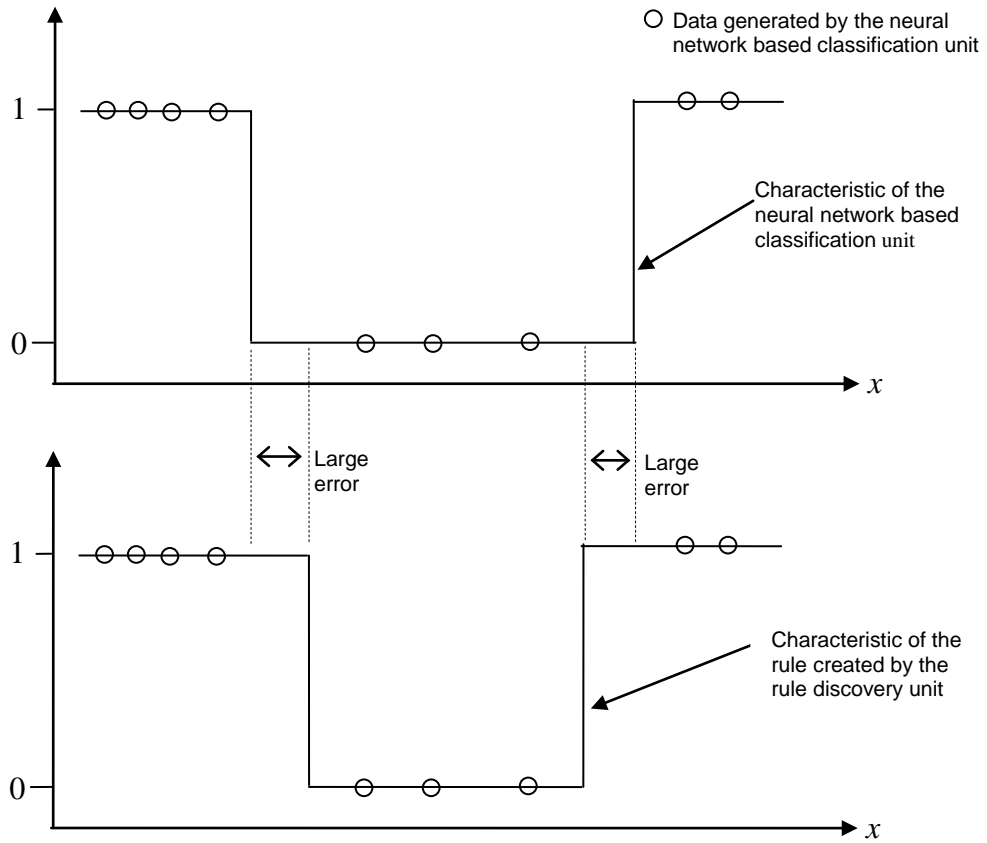 Data generated by the neural
network based classification unit
1
Characteristic of the
neural network based
classification unit
0
x
Large
error
Large
error
1
Characteristic of the
rule created by the
rule discovery unit
0
x